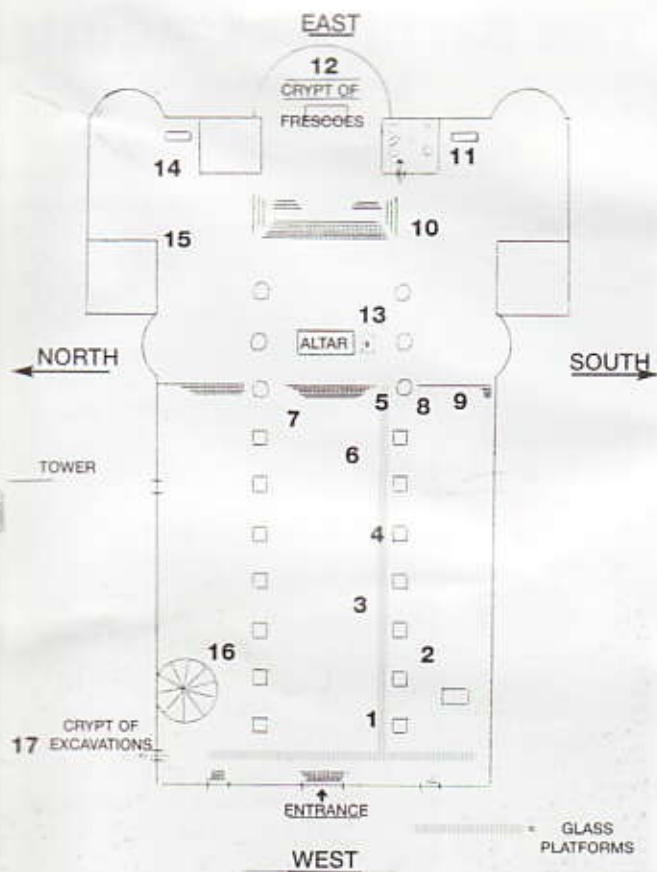 EAST
12
CRYPT OF
FRESCOES
14
11
15
10
13
ALTAR
NORTH
SOUTH
7
5
8
9
6
TOWER
4
3
16
2
1
CRYPT OF
17 EXCAVATIONS
ENTRANCE
GLASS
PLATFORMS
WEST